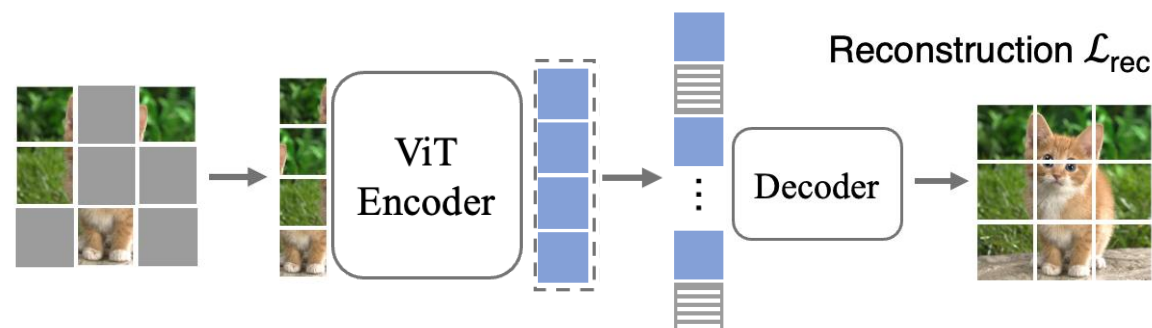 Reconstruction ℒrec
ViT
Encoder
⋮
Decoder